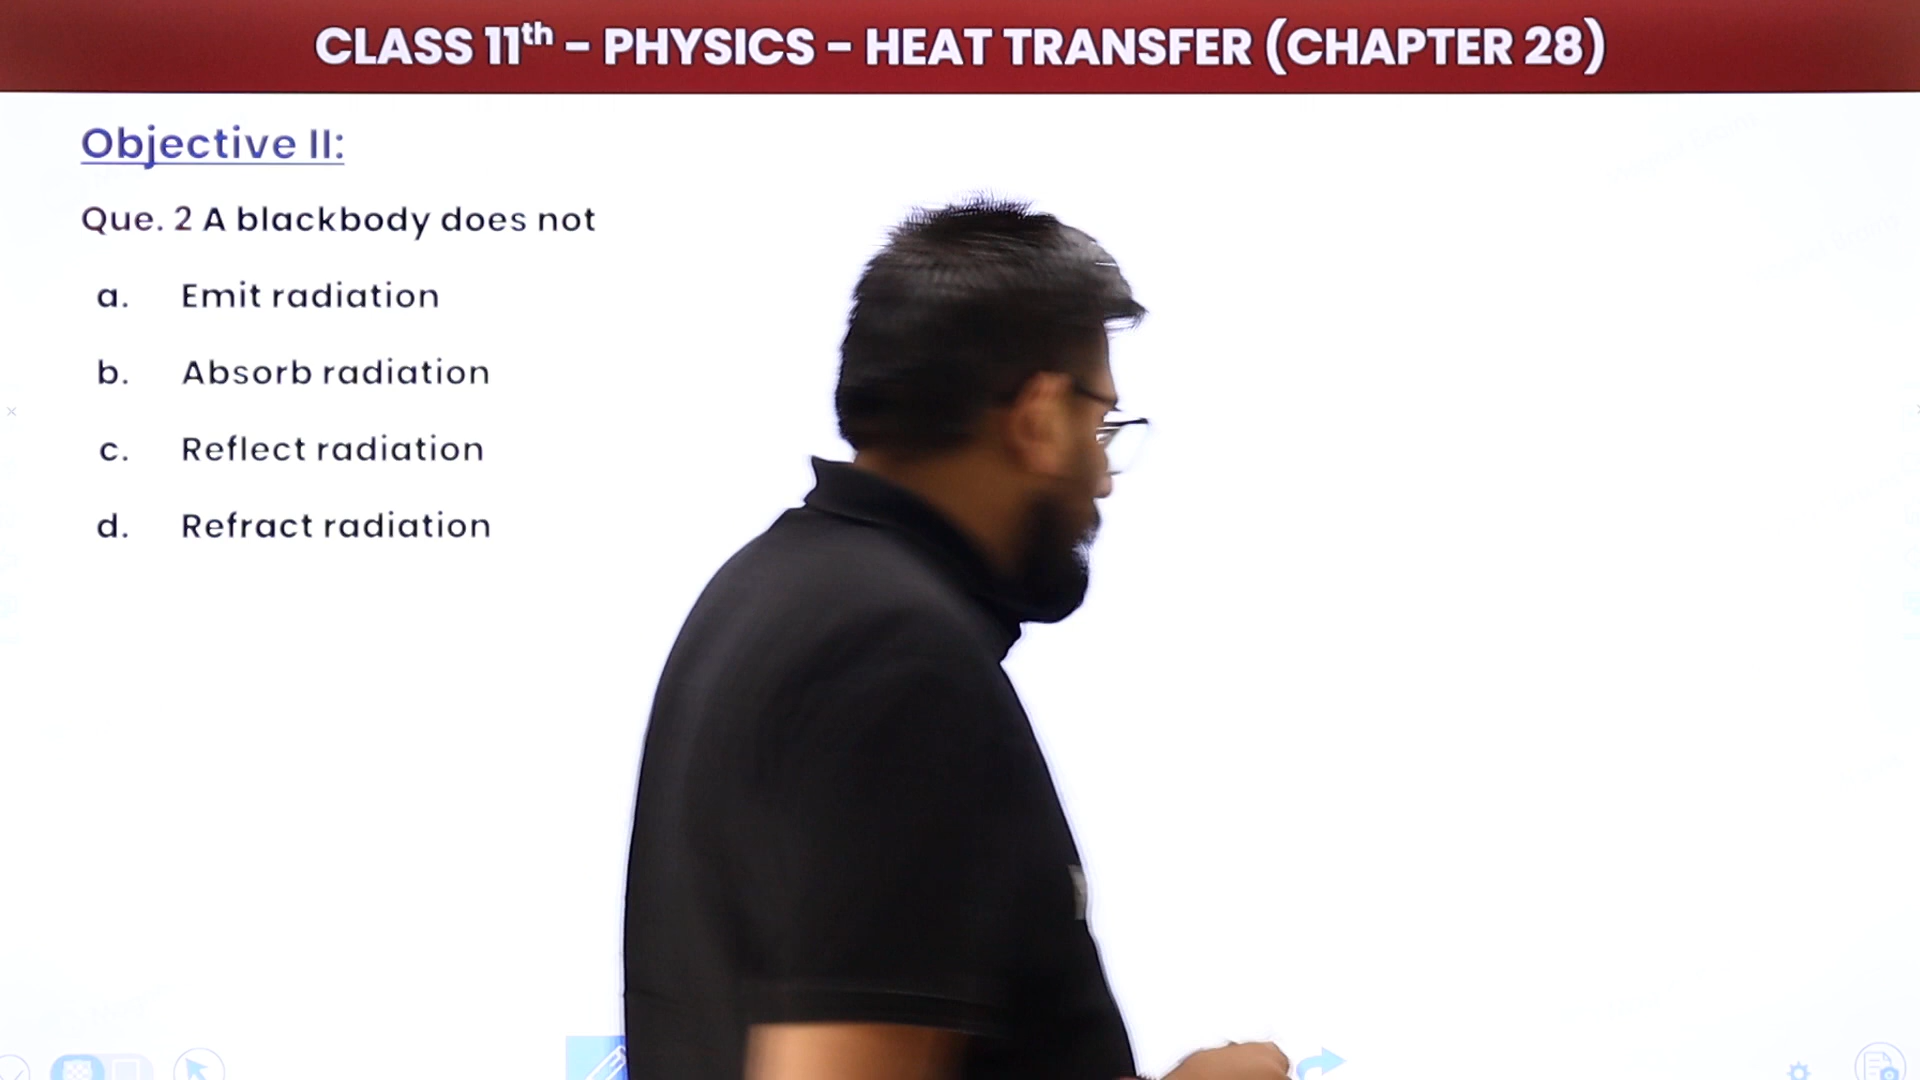 CLASS 11th – PHYSICS – HEAT TRANSFER (CHAPTER 28)
Objective II:
Que. 2 A blackbody does not
a. Emit radiation
b. Absorb radiation
c. Reflect radiation
d. Refract radiation